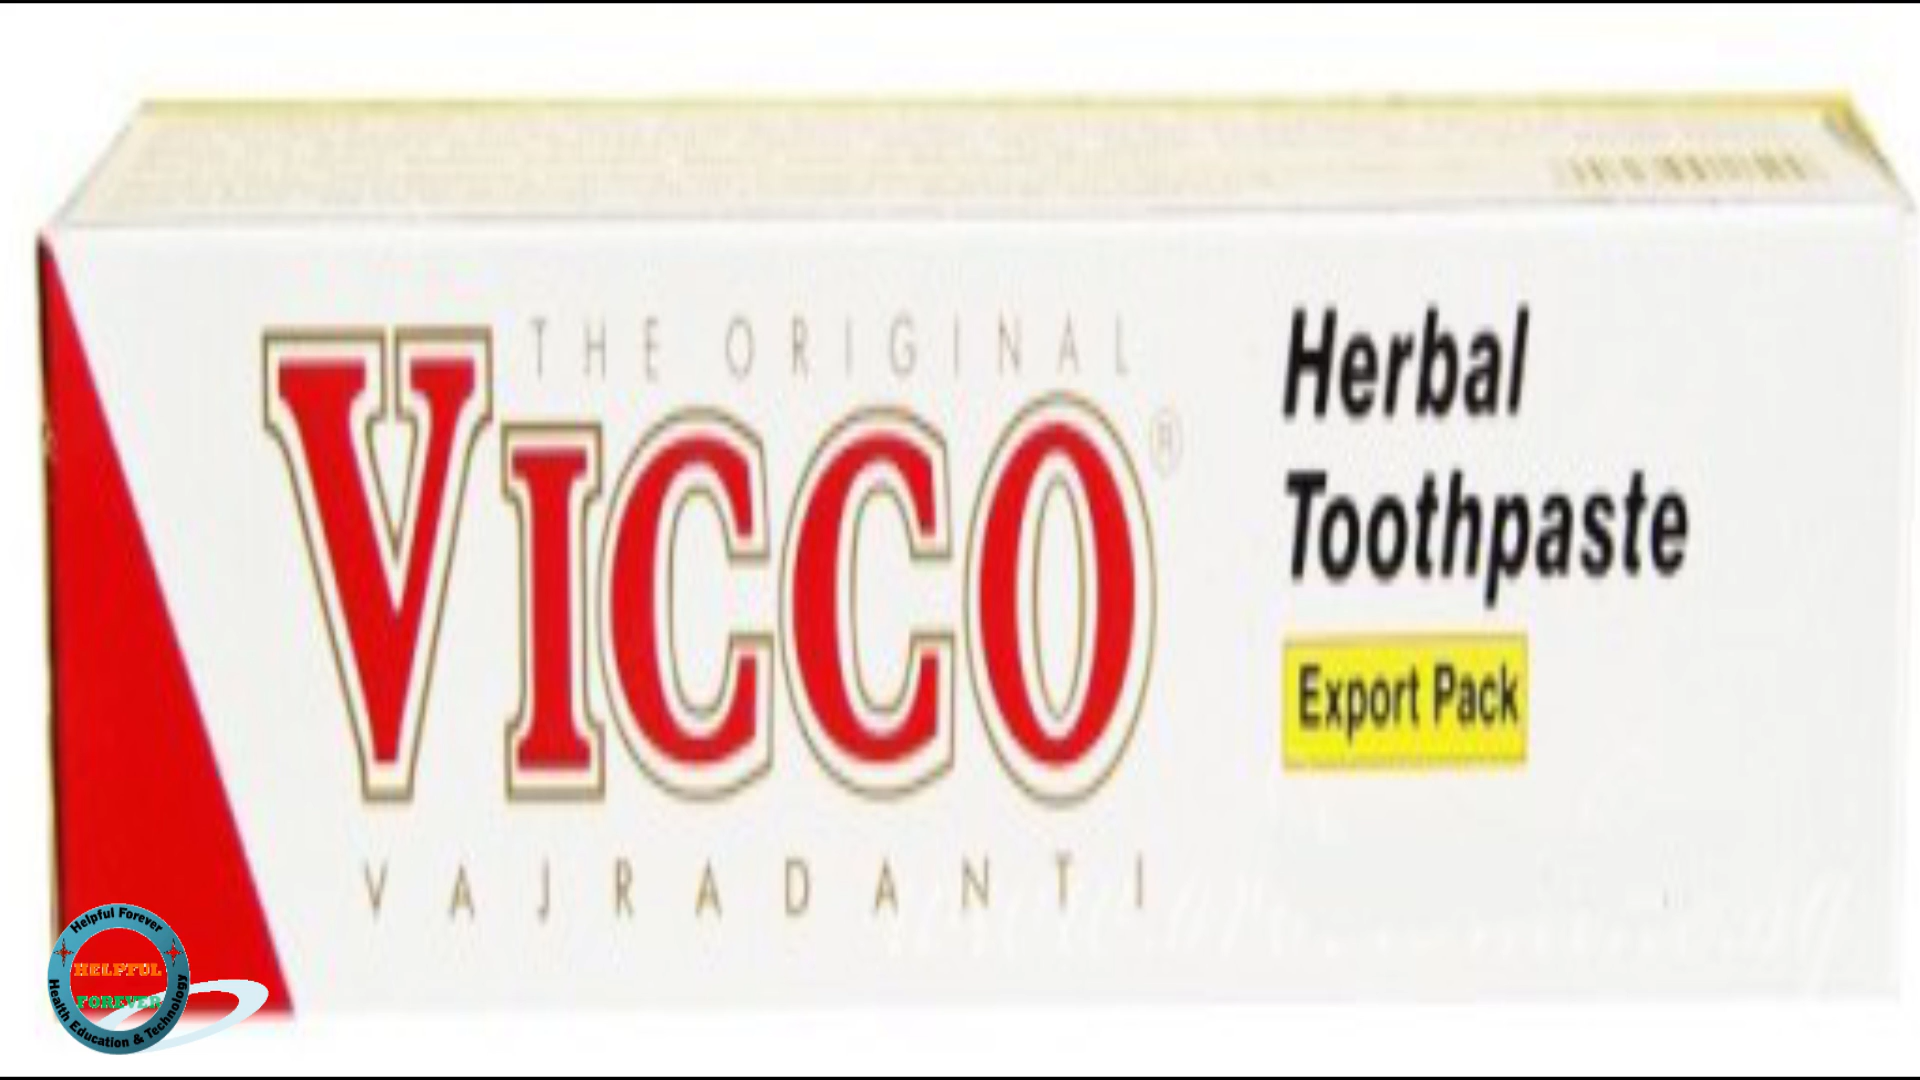 THE ORIGINAL
VICCO®
VAJRADANTI
Herbal
Toothpaste
Export Pack
Helpful Forever
HELPFUL
FOREVER
Health Education & Technology